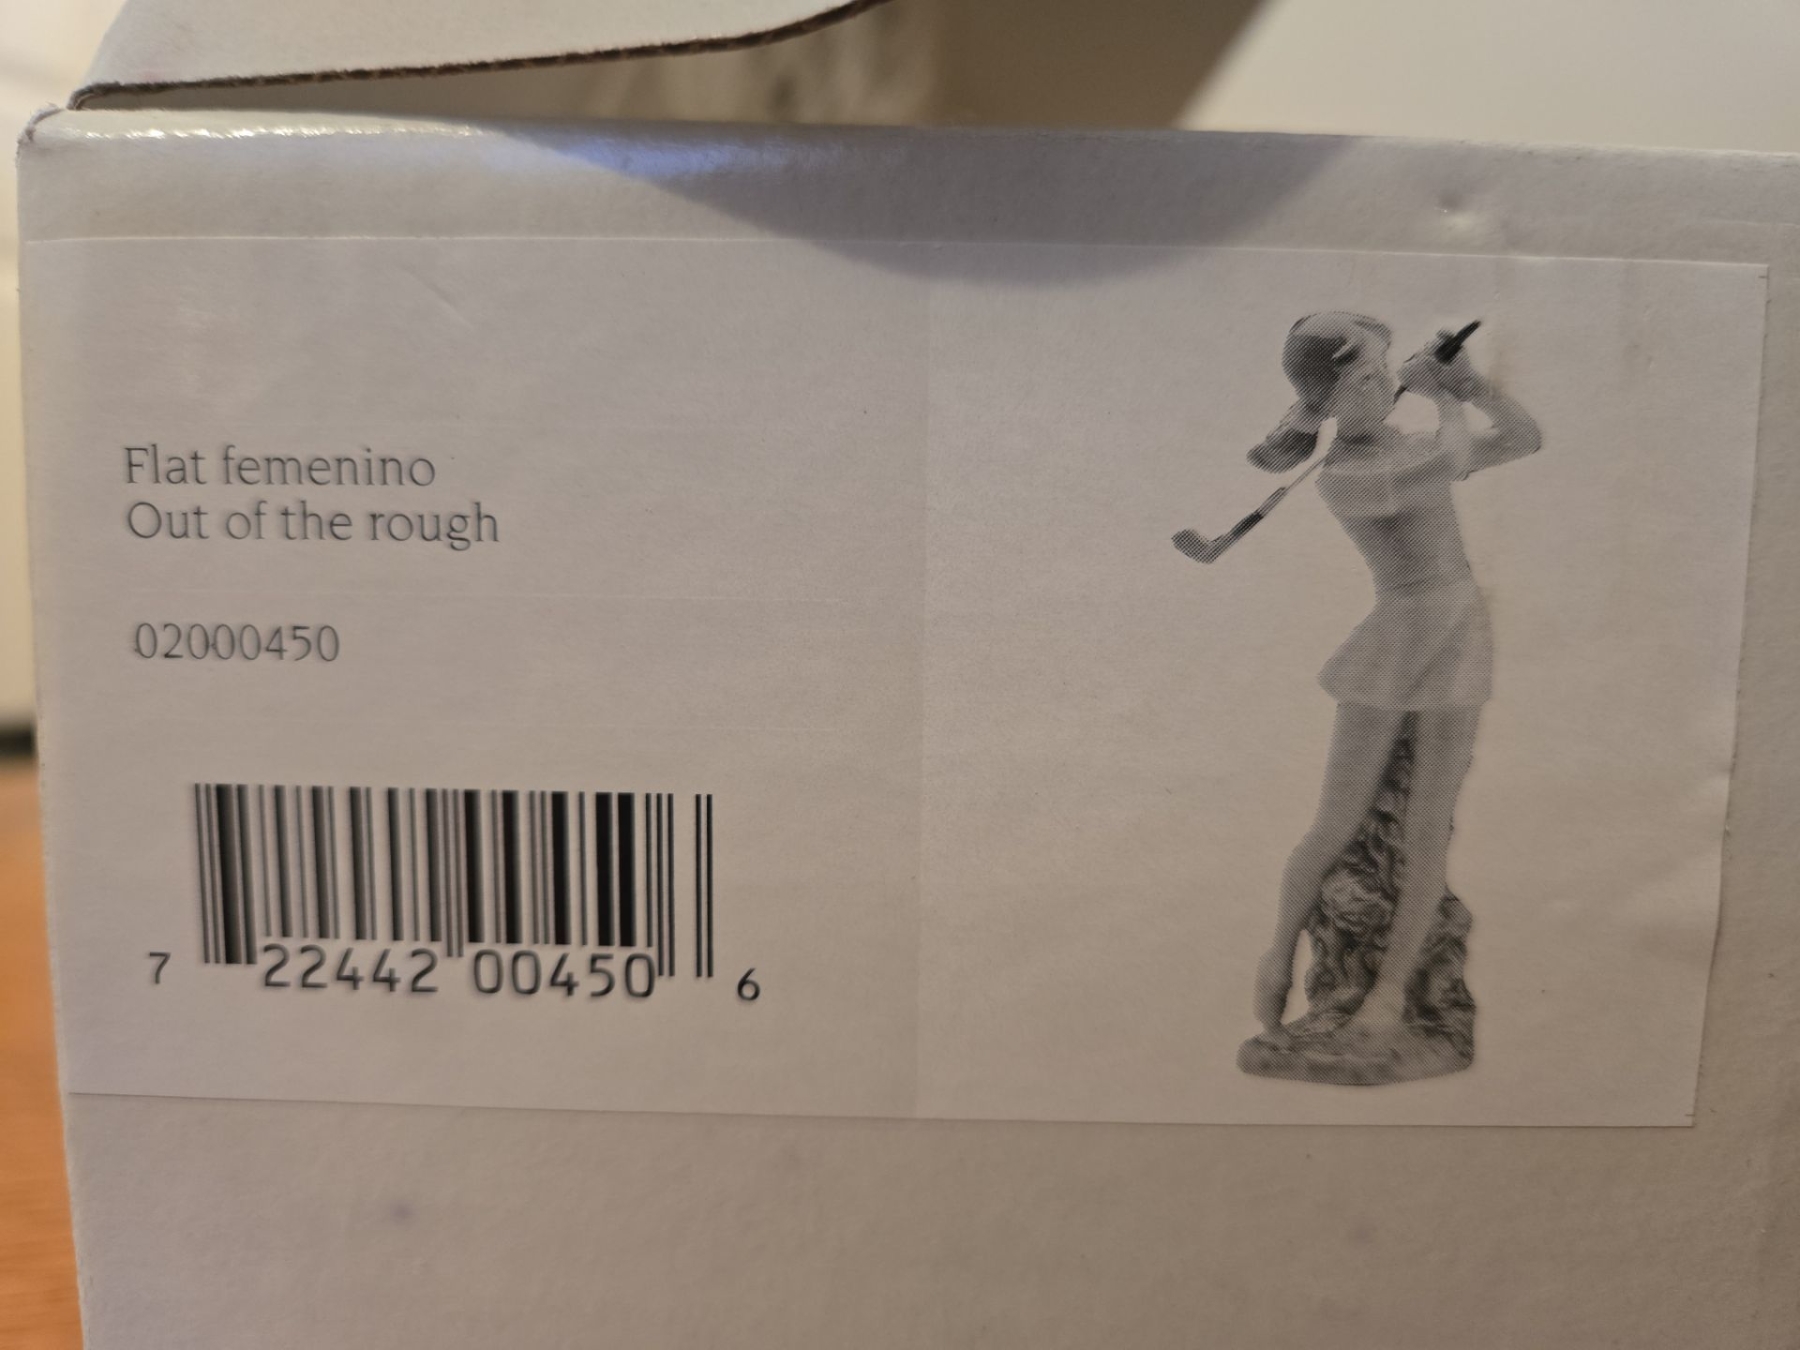 Flat femenino
Out of the rough
02000450
7 22442 00450 6